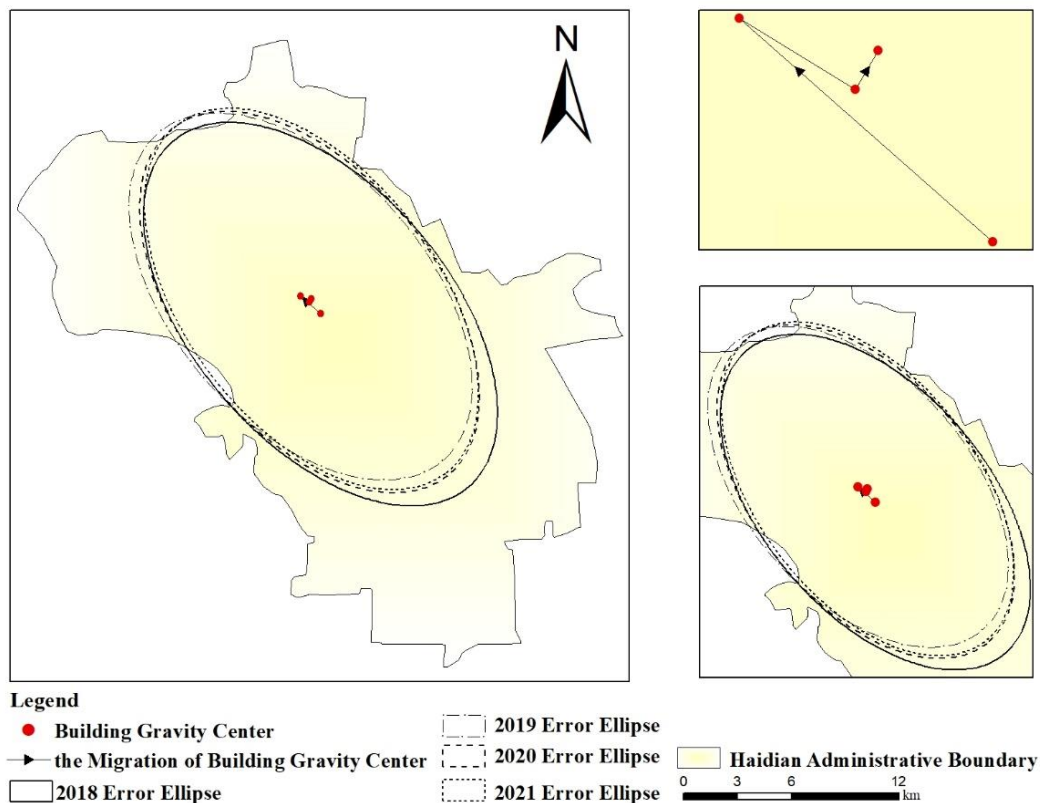 N
Legend
Building Gravity Center
the Migration of Building Gravity Center
2018 Error Ellipse
2019 Error Ellipse
2020 Error Ellipse
2021 Error Ellipse
Haidian Administrative Boundary
0 3 6 12
km